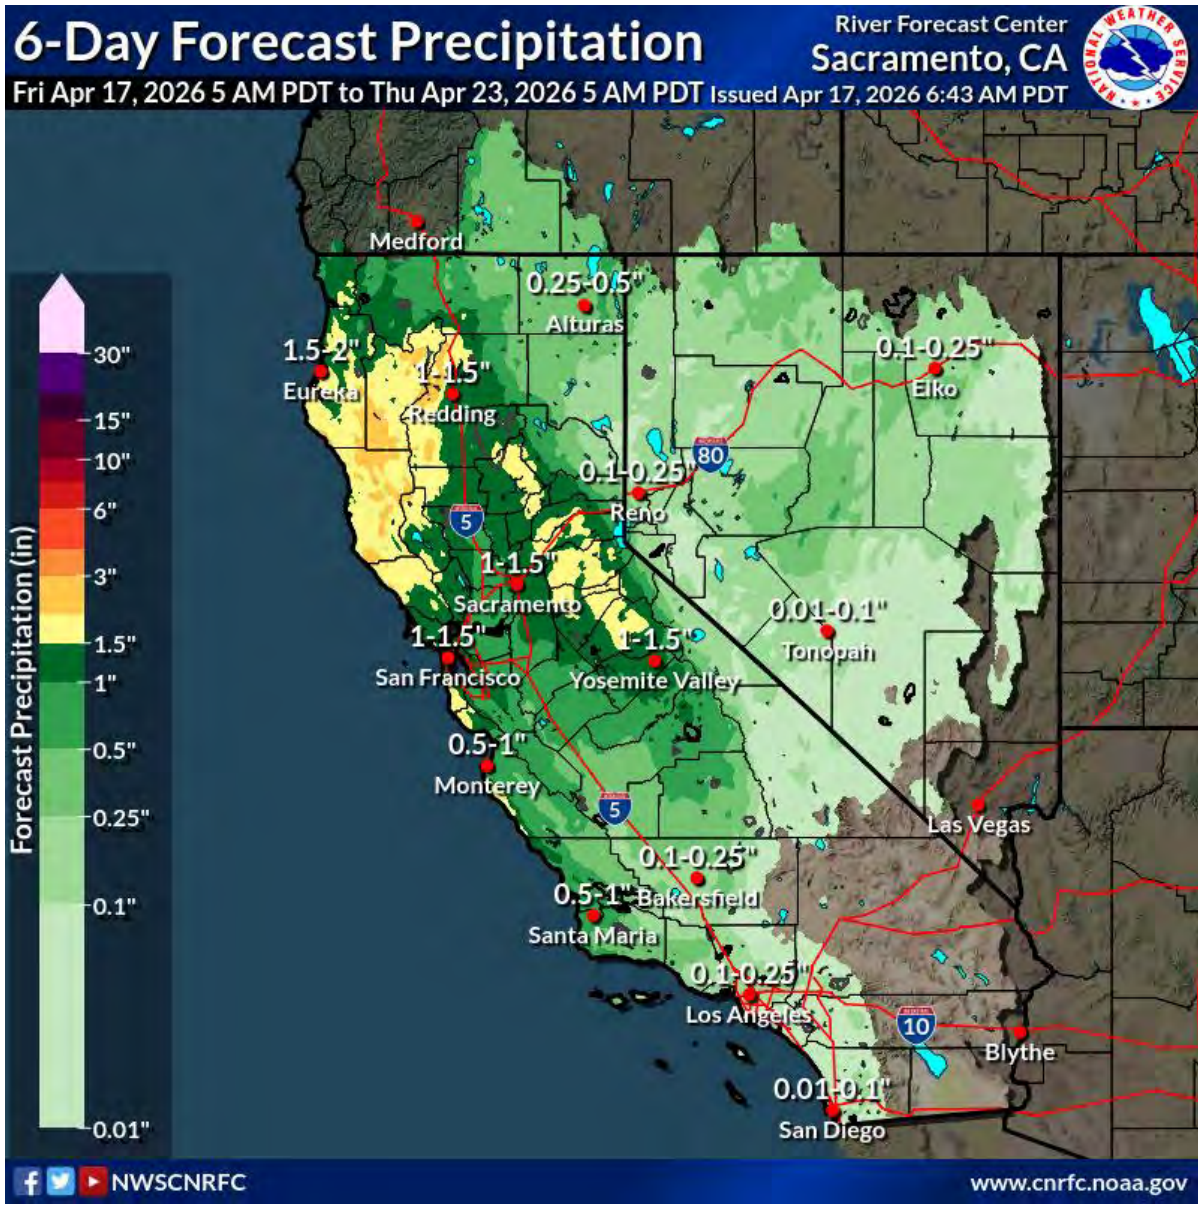 6-Day Forecast Precipitation
River Forecast Center
Sacramento, CA
NATIONAL WEATHER SERVICE
Fri Apr 17, 2026 5 AM PDT to Thu Apr 23, 2026 5 AM PDT
Issued Apr 17, 2026 6:43 AM PDT
Medford
0.25-0.5"
Alturas
1.5-2"
Eureka
1-1.5"
Redding
0.1-0.25"
Elko
80
0.1-0.25"
Reno
5
1-1.5"
Sacramento
0.01-0.1"
Tonopah
1-1.5"
San Francisco
1-1.5"
Yosemite Valley
0.5-1"
Monterey
5
Las Vegas
0.1-0.25"
Bakersfield
0.5-1"
Santa Maria
0.1-0.25"
Los Angeles
10
Blythe
0.01-0.1"
San Diego
Forecast Precipitation (in)
30"
15"
10"
6"
3"
1.5"
1"
0.5"
0.25"
0.1"
0.01"
NWSCNRFC
www.cnrfc.noaa.gov